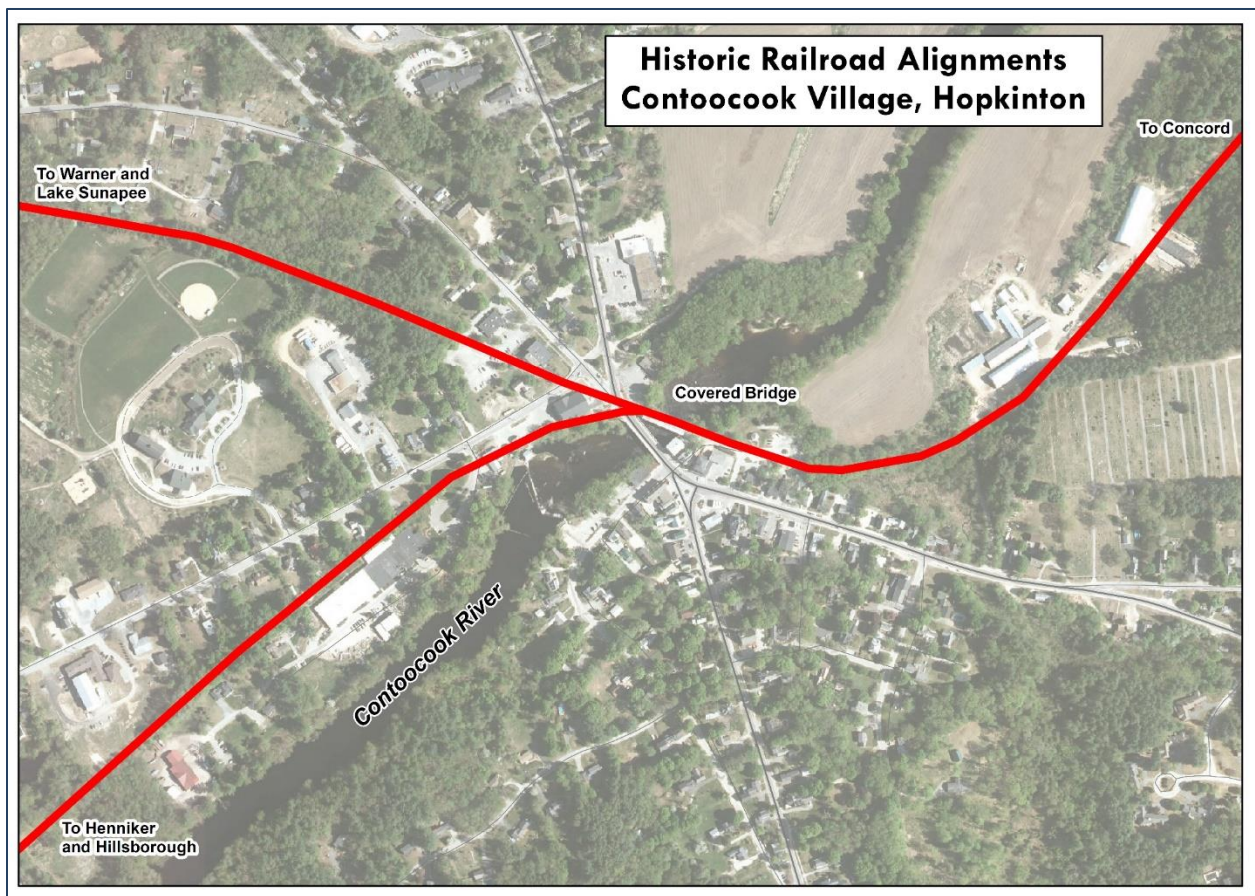 Historic Railroad Alignments
Contoocook Village, Hopkinton
To Concord
To Warner and
Lake Sunapee
Covered Bridge
Contoocook River
To Henniker
and Hillsborough